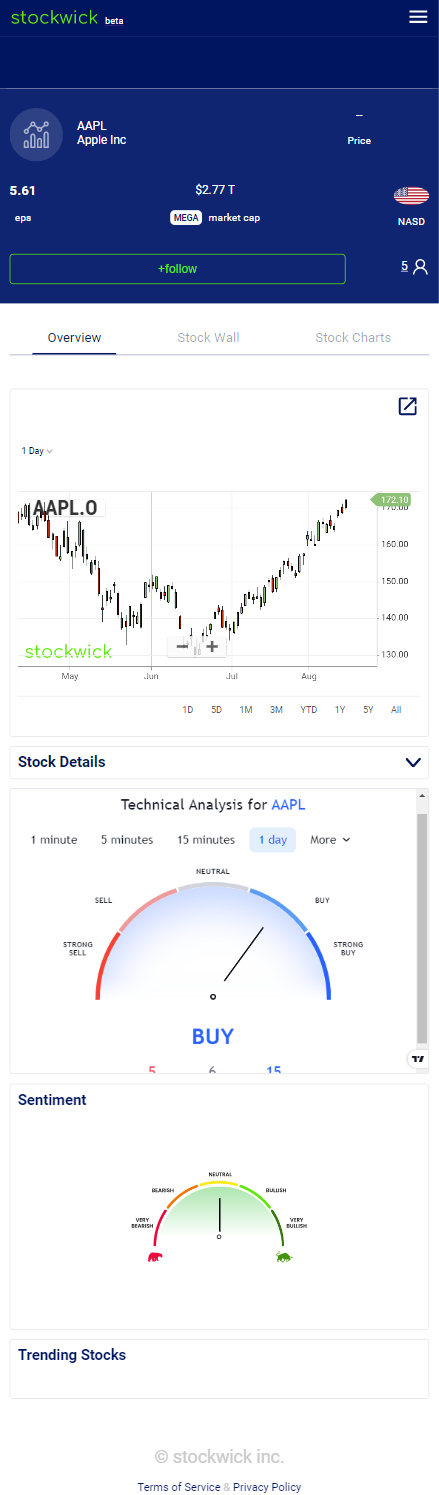 stockwick beta
AAPL
Apple Inc
--
Price
5.61
eps
$2.77 T
MEGA market cap
NASD
+follow
5
Overview
Stock Wall
Stock Charts
1 Day
AAPL.O
172.10
170.00
160.00
150.00
140.00
130.00
stockwick
May
Jun
Jul
Aug
1D
5D
1M
3M
YTD
1Y
5Y
All
Stock Details
Technical Analysis for AAPL
1 minute
5 minutes
15 minutes
1 day
More
NEUTRAL
SELL
BUY
STRONG
SELL
STRONG
BUY
BUY
5
6
15
Sentiment
NEUTRAL
BEARISH
BULLISH
VERY
BEARISH
VERY
BULLISH
Trending Stocks
© stockwick inc.
Terms of Service & Privacy Policy